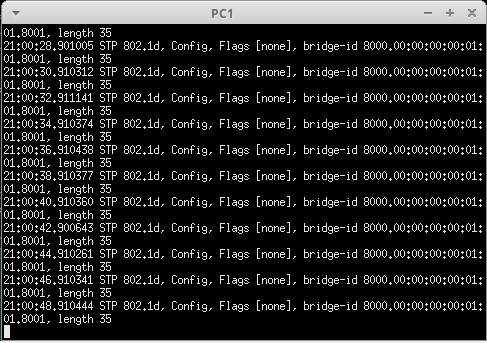 PC1
01.8001, length 35
21:00:28.901005 STP 802.1d, Config, Flags [none], bridge-id 8000.00:00:00:00:01:
01.8001, length 35
21:00:30.910312 STP 802.1d, Config, Flags [none], bridge-id 8000.00:00:00:00:01:
01.8001, length 35
21:00:32.911141 STP 802.1d, Config, Flags [none], bridge-id 8000.00:00:00:00:01:
01.8001, length 35
21:00:34.910374 STP 802.1d, Config, Flags [none], bridge-id 8000.00:00:00:00:01:
01.8001, length 35
21:00:36.910438 STP 802.1d, Config, Flags [none], bridge-id 8000.00:00:00:00:01:
01.8001, length 35
21:00:38.910377 STP 802.1d, Config, Flags [none], bridge-id 8000.00:00:00:00:01:
01.8001, length 35
21:00:40.910360 STP 802.1d, Config, Flags [none], bridge-id 8000.00:00:00:00:01:
01.8001, length 35
21:00:42.900643 STP 802.1d, Config, Flags [none], bridge-id 8000.00:00:00:00:01:
01.8001, length 35
21:00:44.910261 STP 802.1d, Config, Flags [none], bridge-id 8000.00:00:00:00:01:
01.8001, length 35
21:00:46.910341 STP 802.1d, Config, Flags [none], bridge-id 8000.00:00:00:00:01:
01.8001, length 35
21:00:48.910444 STP 802.1d, Config, Flags [none], bridge-id 8000.00:00:00:00:01:
01.8001, length 35